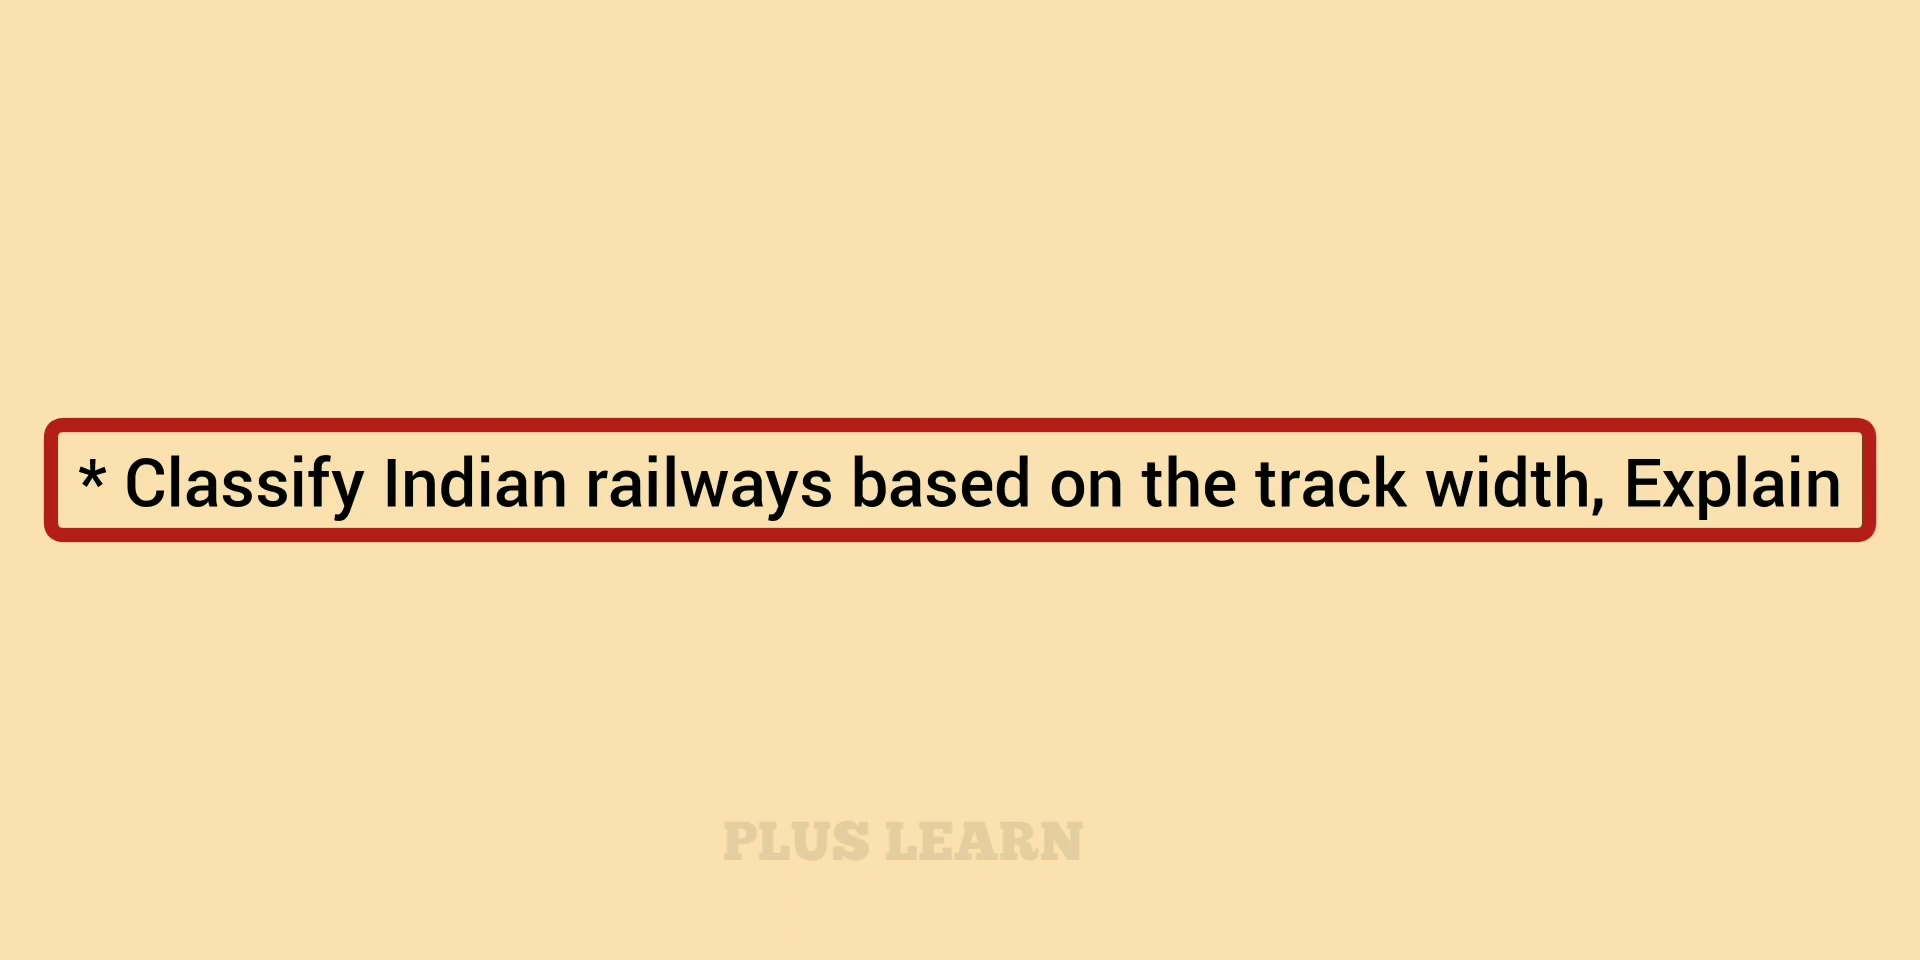 * Classify Indian railways based on the track width, Explain
PLUS LEARN